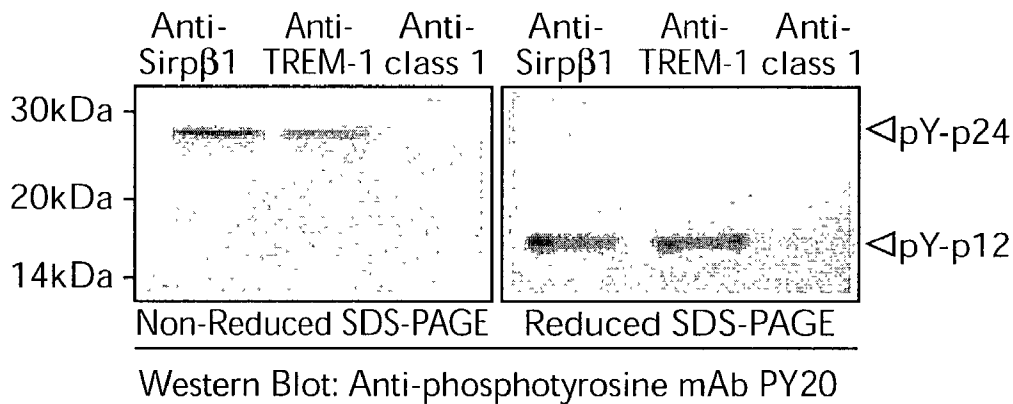 Anti- Anti- Anti- Anti- Anti- Anti-
Sirpβ1 TREM-1 class 1 Sirpβ1 TREM-1 class 1
30kDa
◁pY-p24
20kDa
◁pY-p12
14kDa
Non-Reduced SDS-PAGE Reduced SDS-PAGE
Western Blot: Anti-phosphotyrosine mAb PY20